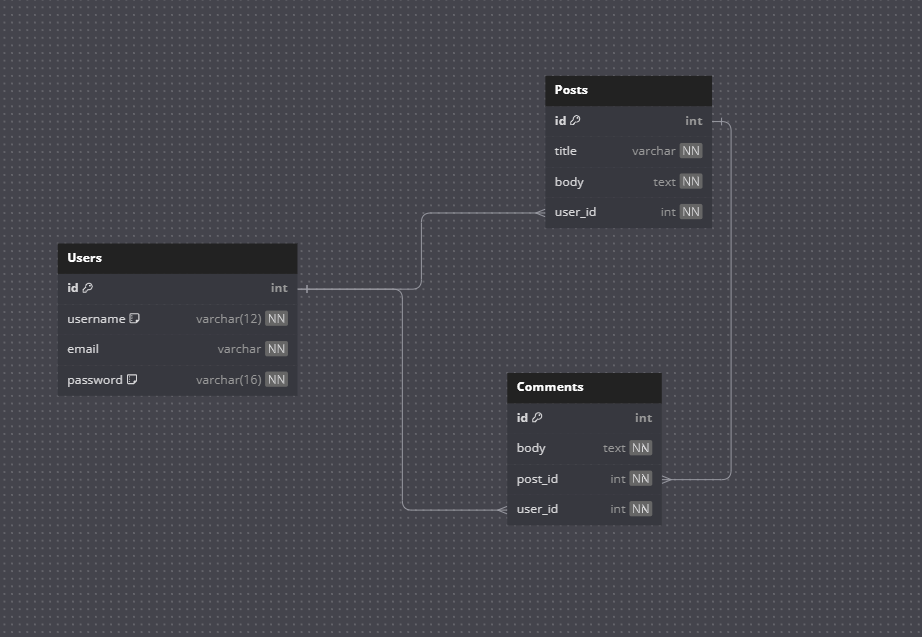 Posts
id int
title varchar NN
body text NN
user_id int NN
Users
id int
username varchar(12) NN
email varchar NN
password varchar(16) NN
Comments
id int
body text NN
post_id int NN
user_id int NN